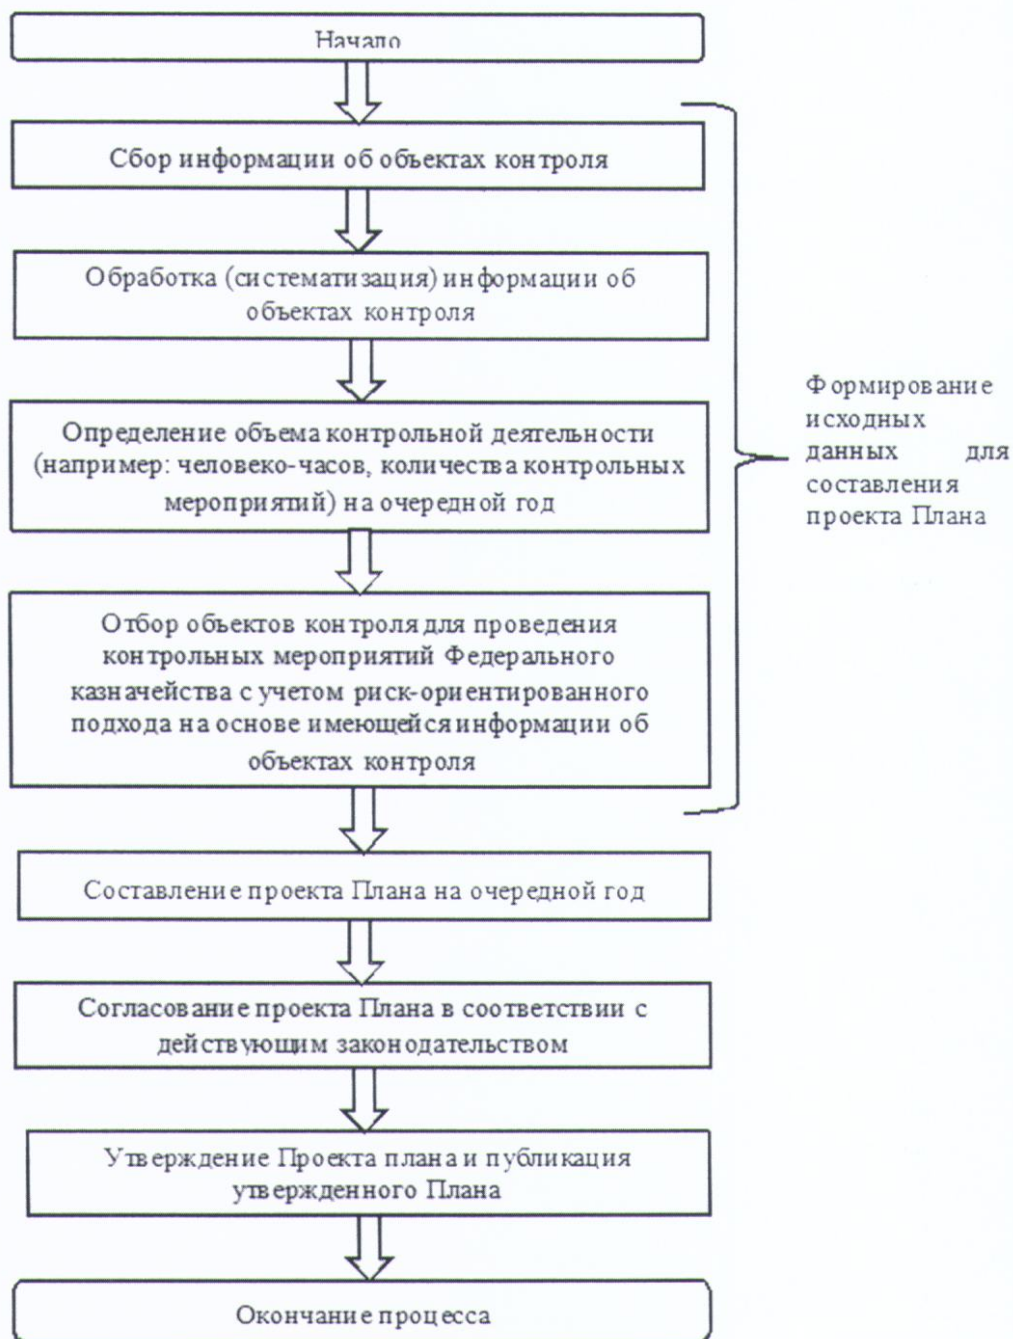 Начало
Сбор информации об объектах контроля
Обработка (систематизация) информации об
объектах контроля
Определение объема контрольной деятельности
(например: человеко-часов, количества контрольных
мероприятий) на очередной год
Отбор объектов контроля для проведения
контрольных мероприятий Федерального
казначейства с учетом риск-ориентированного
подхода на основе имеющейся информации об
объектах контроля
Формирование
исходных
данных для
составления
проекта Плана
Составление проекта Плана на очередной год
Согласование проекта Плана в соответствии с
действующим законодательством
Утверждение Проекта плана и публикация
утвержденного Плана
Окончание процесса